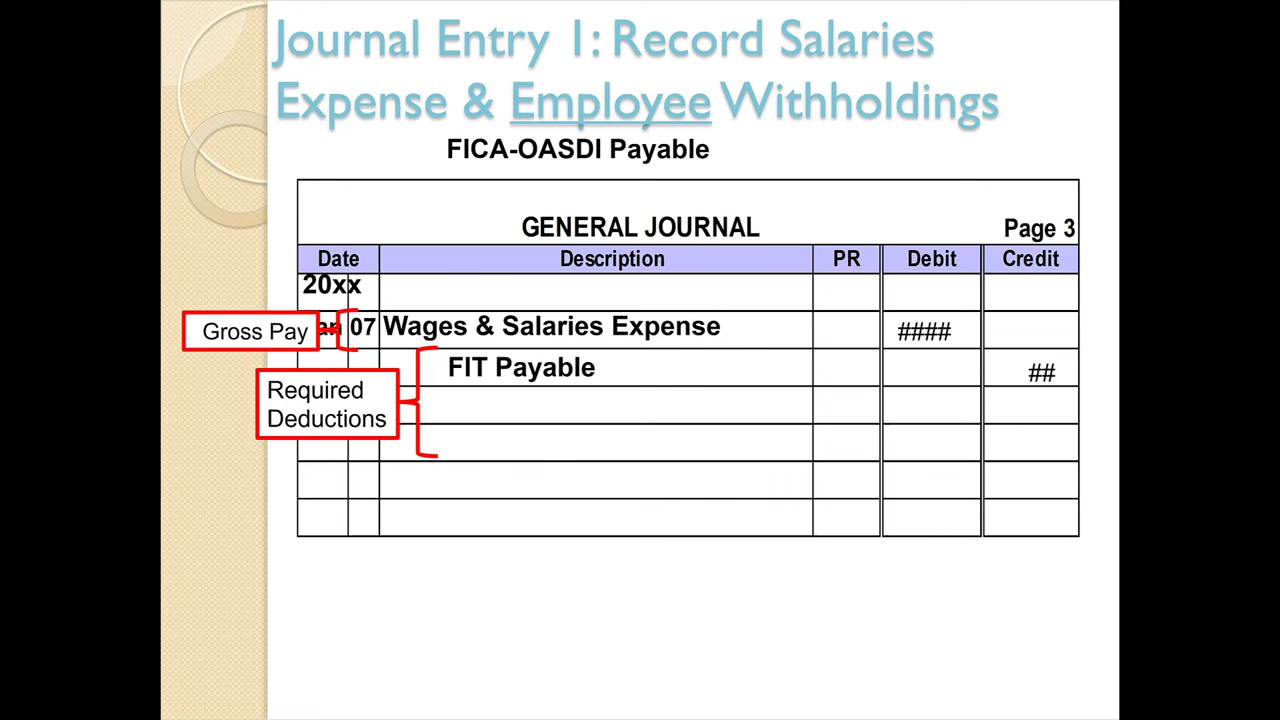 Journal Entry 1: Record Salaries
Expense & Employee Withholdings
FICA-OASDI Payable
GENERAL JOURNAL Page 3
Date Description PR Debit Credit
20xx
Gross Pay an 07 Wages & Salaries Expense ####
FIT Payable ##
Required
Deductions